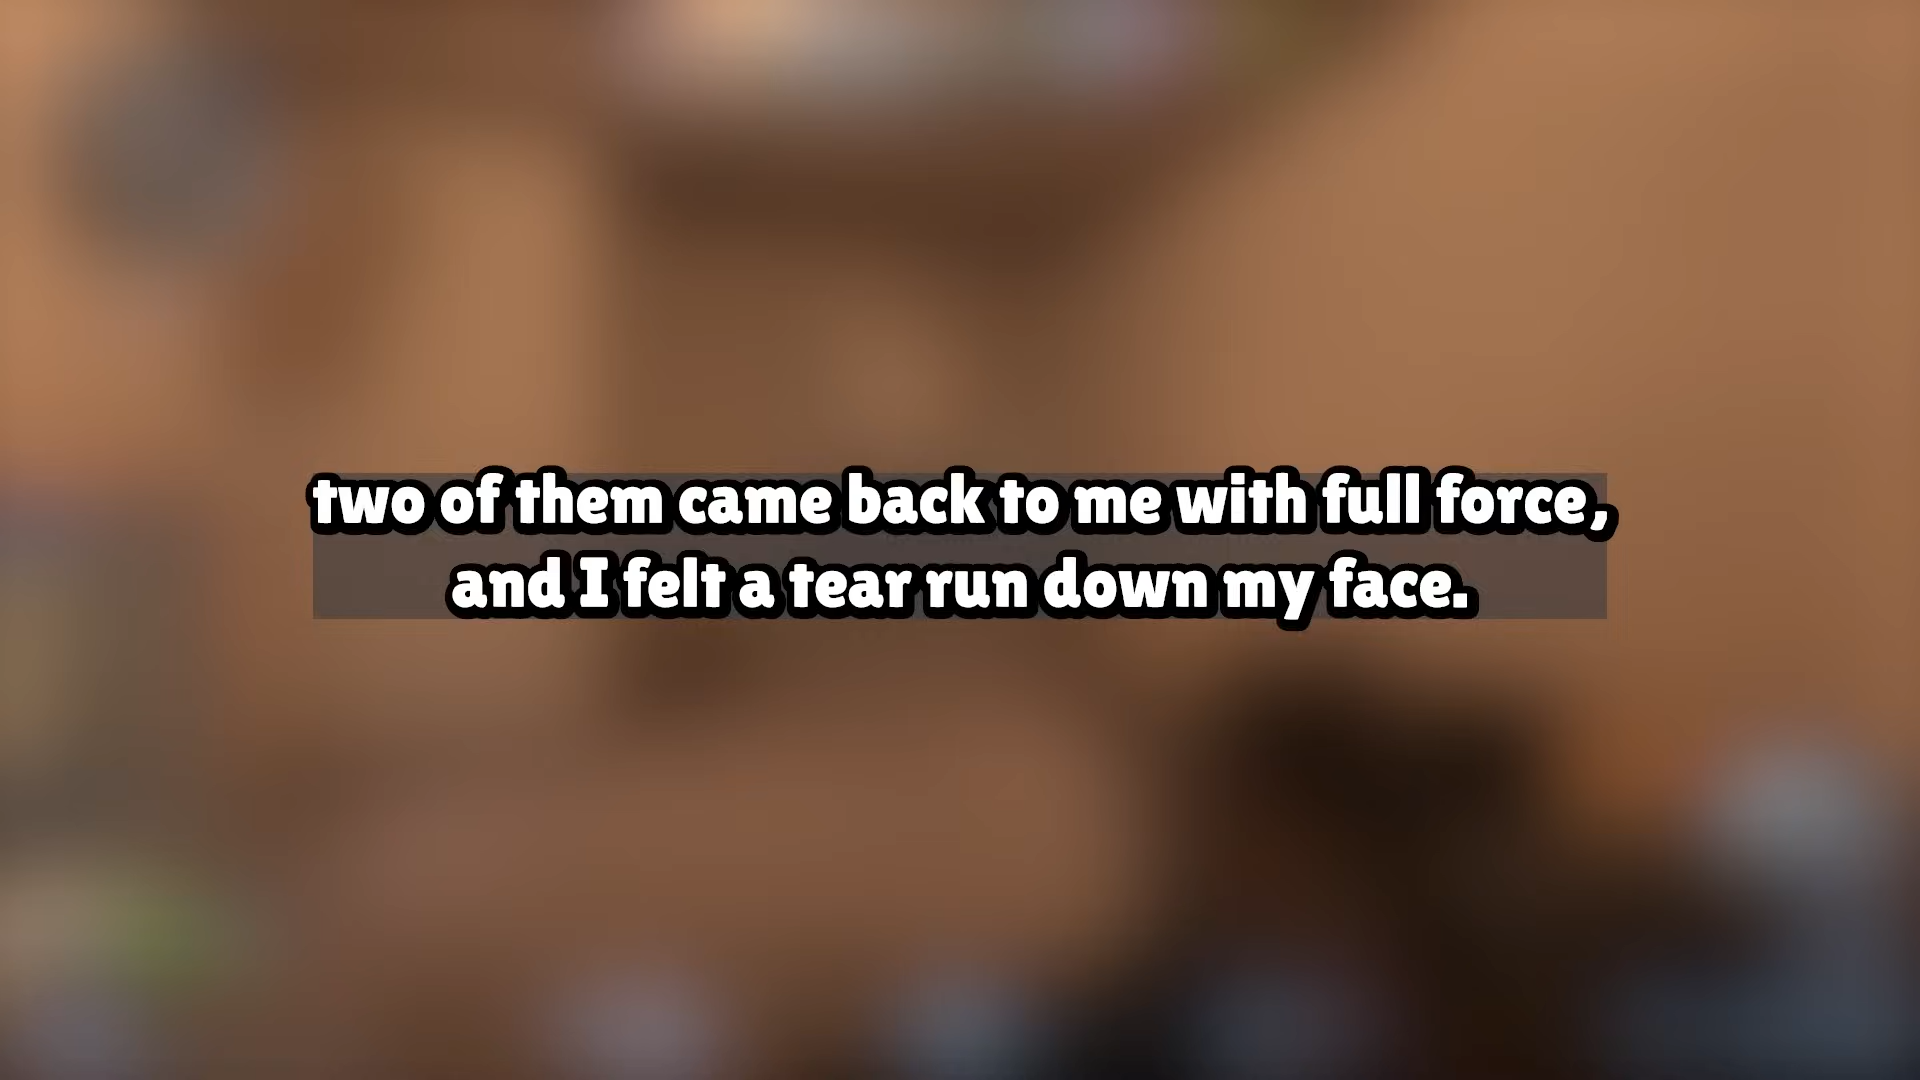 two of them came back to me with full force,
and I felt a tear run down my face.